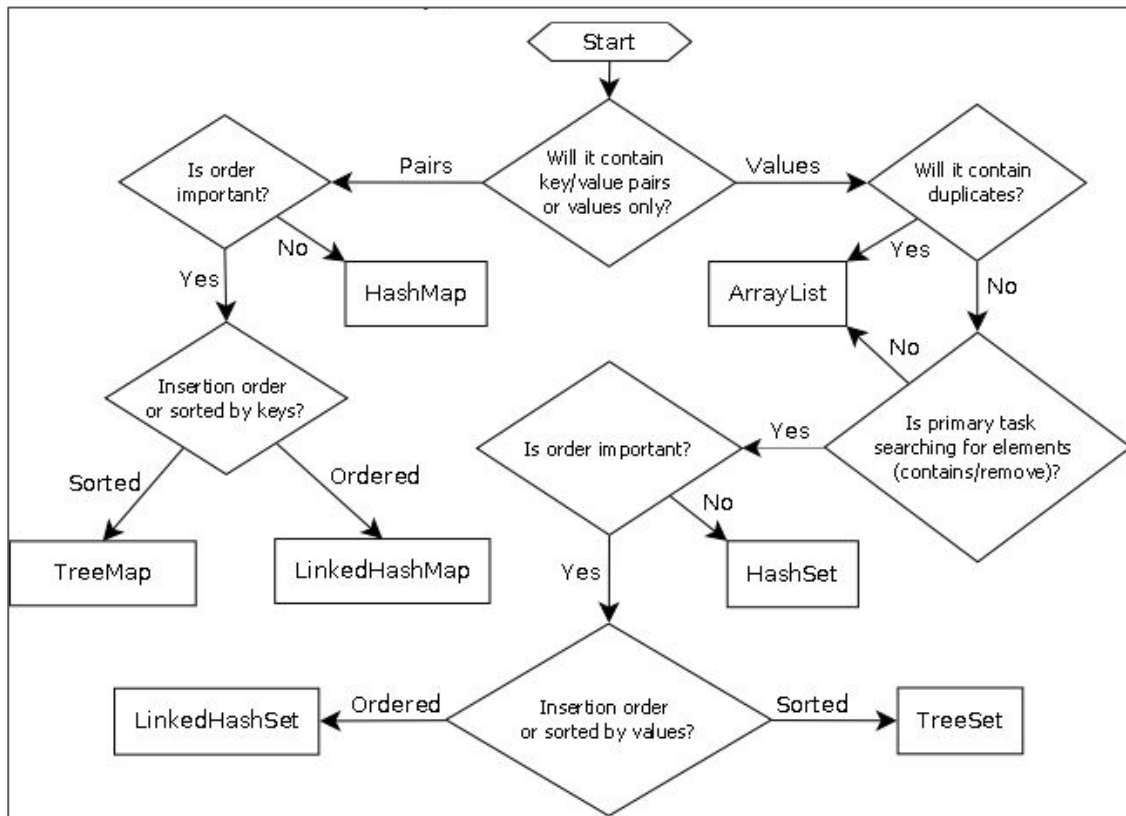 Start
Is order
important?
Pairs
Will it contain
key/value pairs
or values only?
Values
Will it contain
duplicates?
No
Yes
HashMap
Yes
ArrayList
No
No
Insertion order
or sorted by keys?
Is order important?
Yes
Is primary task
searching for elements
(contains/remove)?
Sorted
Ordered
No
TreeMap
LinkedHashMap
Yes
HashSet
LinkedHashSet
Ordered
Insertion order
or sorted by values?
Sorted
TreeSet